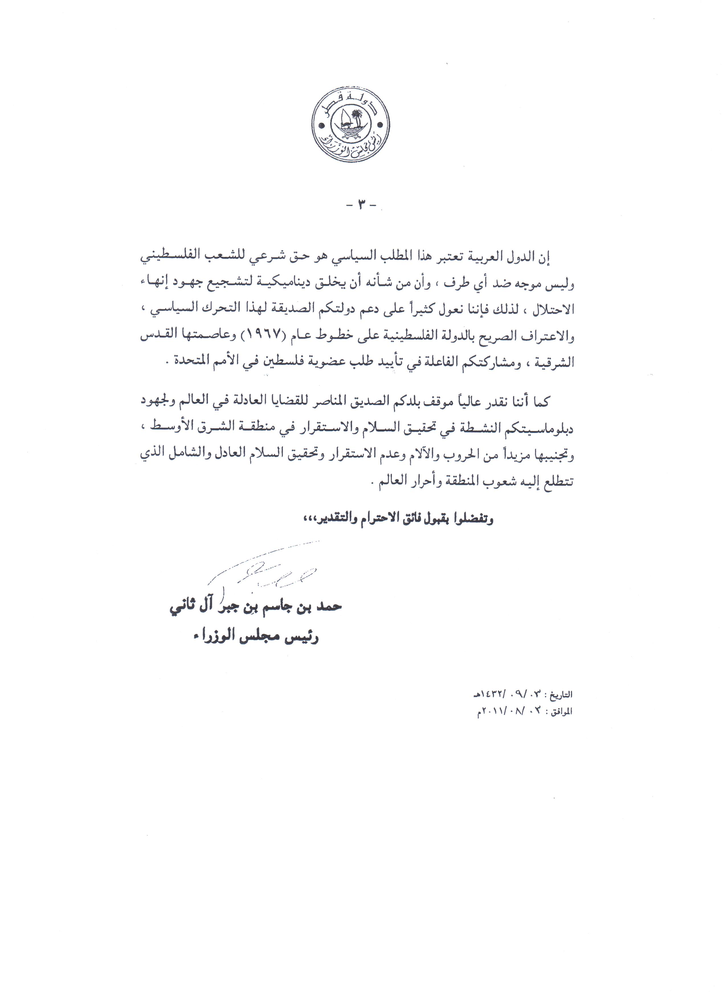 دولة قطر
رئيس مجلس الوزراء
- ٣ -
إن الدول العربية تعتبر هذا المطلب السياسي هو حق شرعي للشعب الفلسطيني
وليس موجه ضد أي طرف ، وأن من شأنه أن يخلق ديناميكية لتشجيع جهود إنهاء
الاحتلال ، لذلك فإننا نعول كثيراً على دعم دولتكم الصديقة لهذا التحرك السياسي ،
والاعتراف الصريح بالدولة الفلسطينية على خطوط عام (١٩٦٧) وعاصمتها القدس
الشرقية ، ومشاركتكم الفاعلة في تأييد طلب عضوية فلسطين في الأمم المتحدة .
كما أننا نقدر عالياً موقف بلدكم الصديق المناصر للقضايا العادلة في العالم ولجهود
دبلوماسيتكم النشطة في تحقيق السلام والاستقرار في منطقة الشرق الأوسط ،
وتجنيبها مزيداً من الحروب والآلام وعدم الاستقرار وتحقيق السلام العادل والشامل الذي
تتطلع إليه شعوب المنطقة وأحرار العالم .
وتفضلوا بقبول فائق الاحترام والتقدير،،،
حمد بن جاسم بن جبر آل ثاني
رئيس مجلس الوزراء
التاريخ : ٠٣/ ٠٩/ ١٤٣٢هـ
الموافق : ٠٣/ ٠٨/ ٢٠١١م